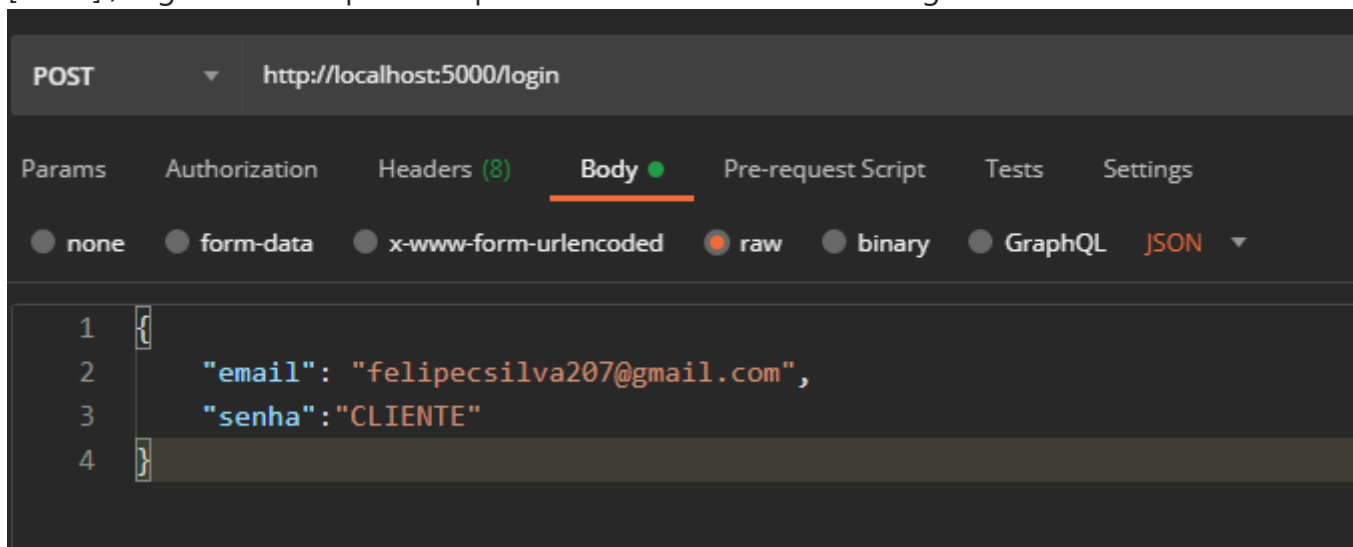 POST http://localhost:5000/login
Params Authorization Headers (8) Body Pre-request Script Tests Settings
none form-data x-www-form-urlencoded raw binary GraphQL JSON
1 {
2 "email": "felipecsilva207@gmail.com",
3 "senha":"CLIENTE"
4 }